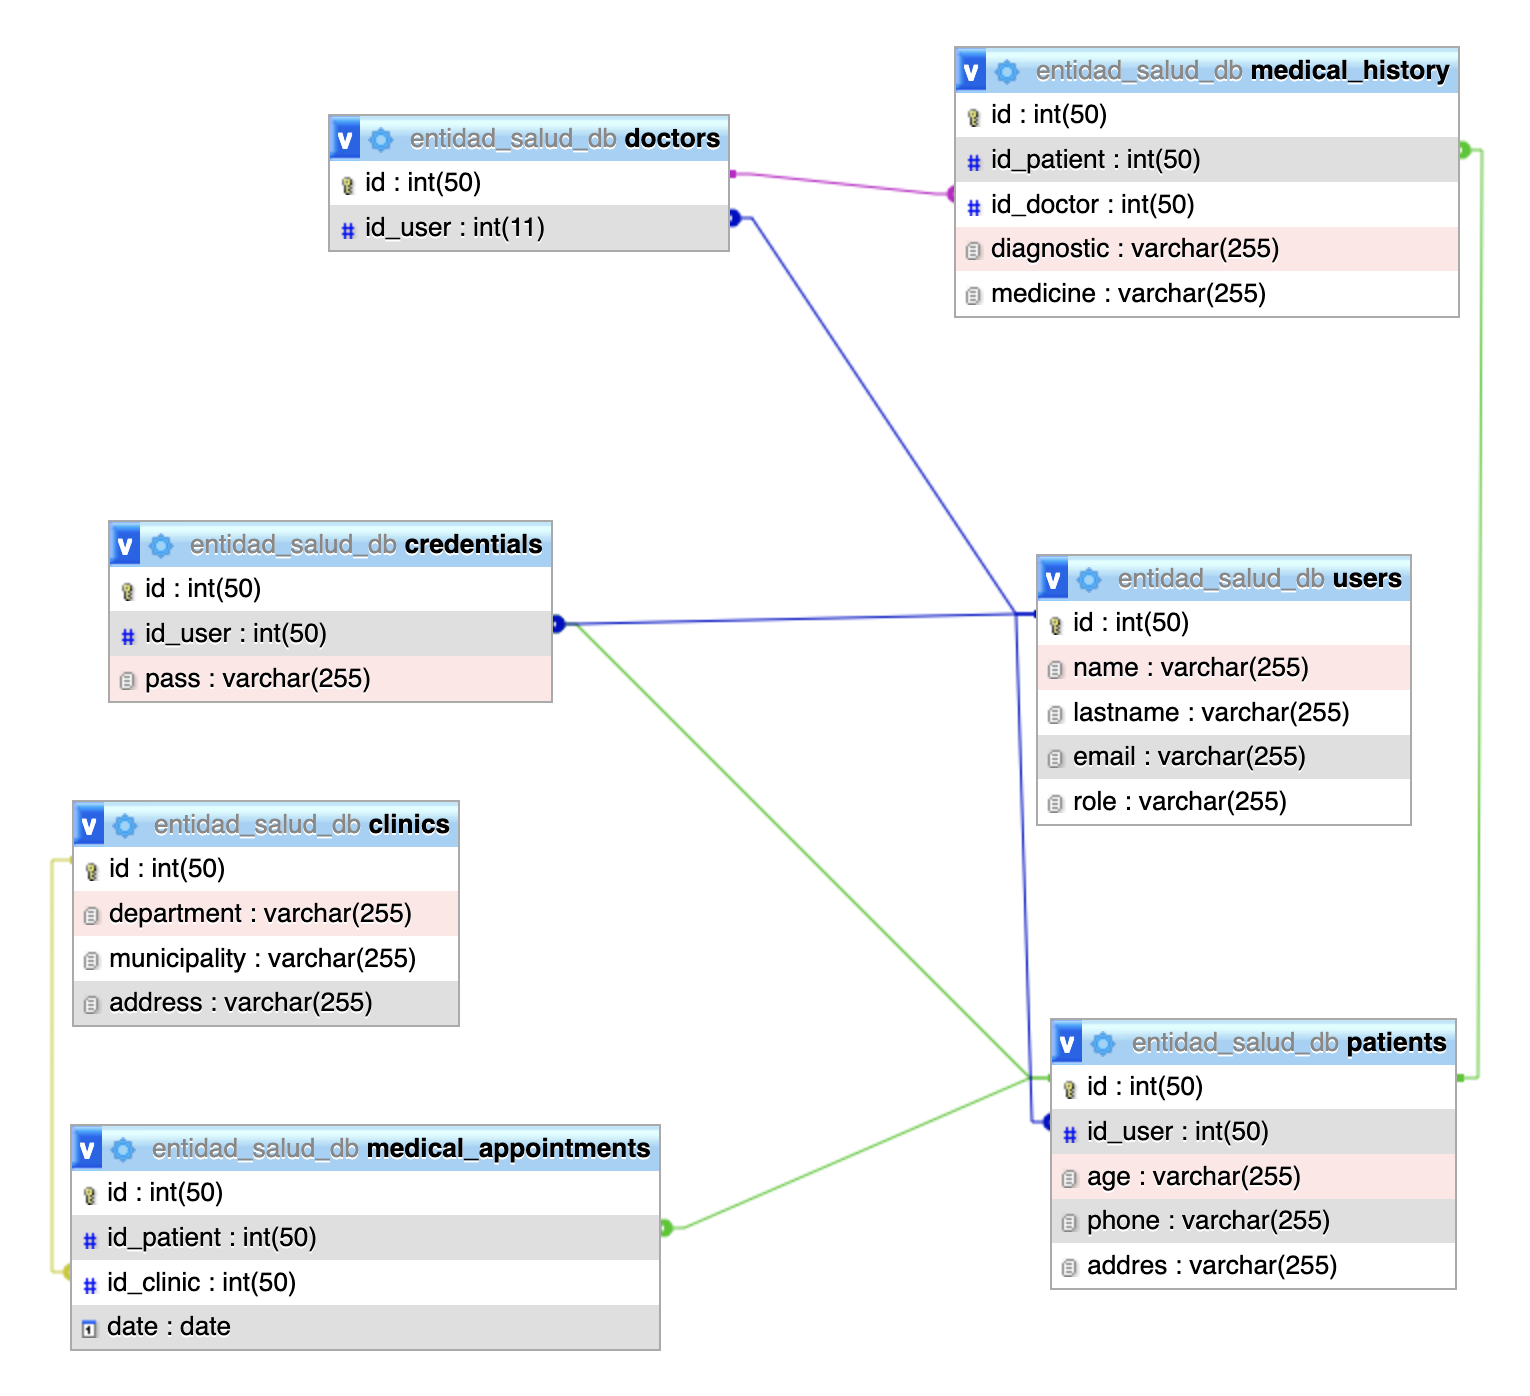 v entidad_salud_db medical_history
id : int(50)
id_patient : int(50)
id_doctor : int(50)
diagnostic : varchar(255)
medicine : varchar(255)
v entidad_salud_db doctors
id : int(50)
id_user : int(11)
v entidad_salud_db credentials
id : int(50)
id_user : int(50)
pass : varchar(255)
v entidad_salud_db users
id : int(50)
name : varchar(255)
lastname : varchar(255)
email : varchar(255)
role : varchar(255)
v entidad_salud_db clinics
id : int(50)
department : varchar(255)
municipality : varchar(255)
address : varchar(255)
v entidad_salud_db patients
id : int(50)
id_user : int(50)
age : varchar(255)
phone : varchar(255)
addres : varchar(255)
v entidad_salud_db medical_appointments
id : int(50)
id_patient : int(50)
id_clinic : int(50)
date : date